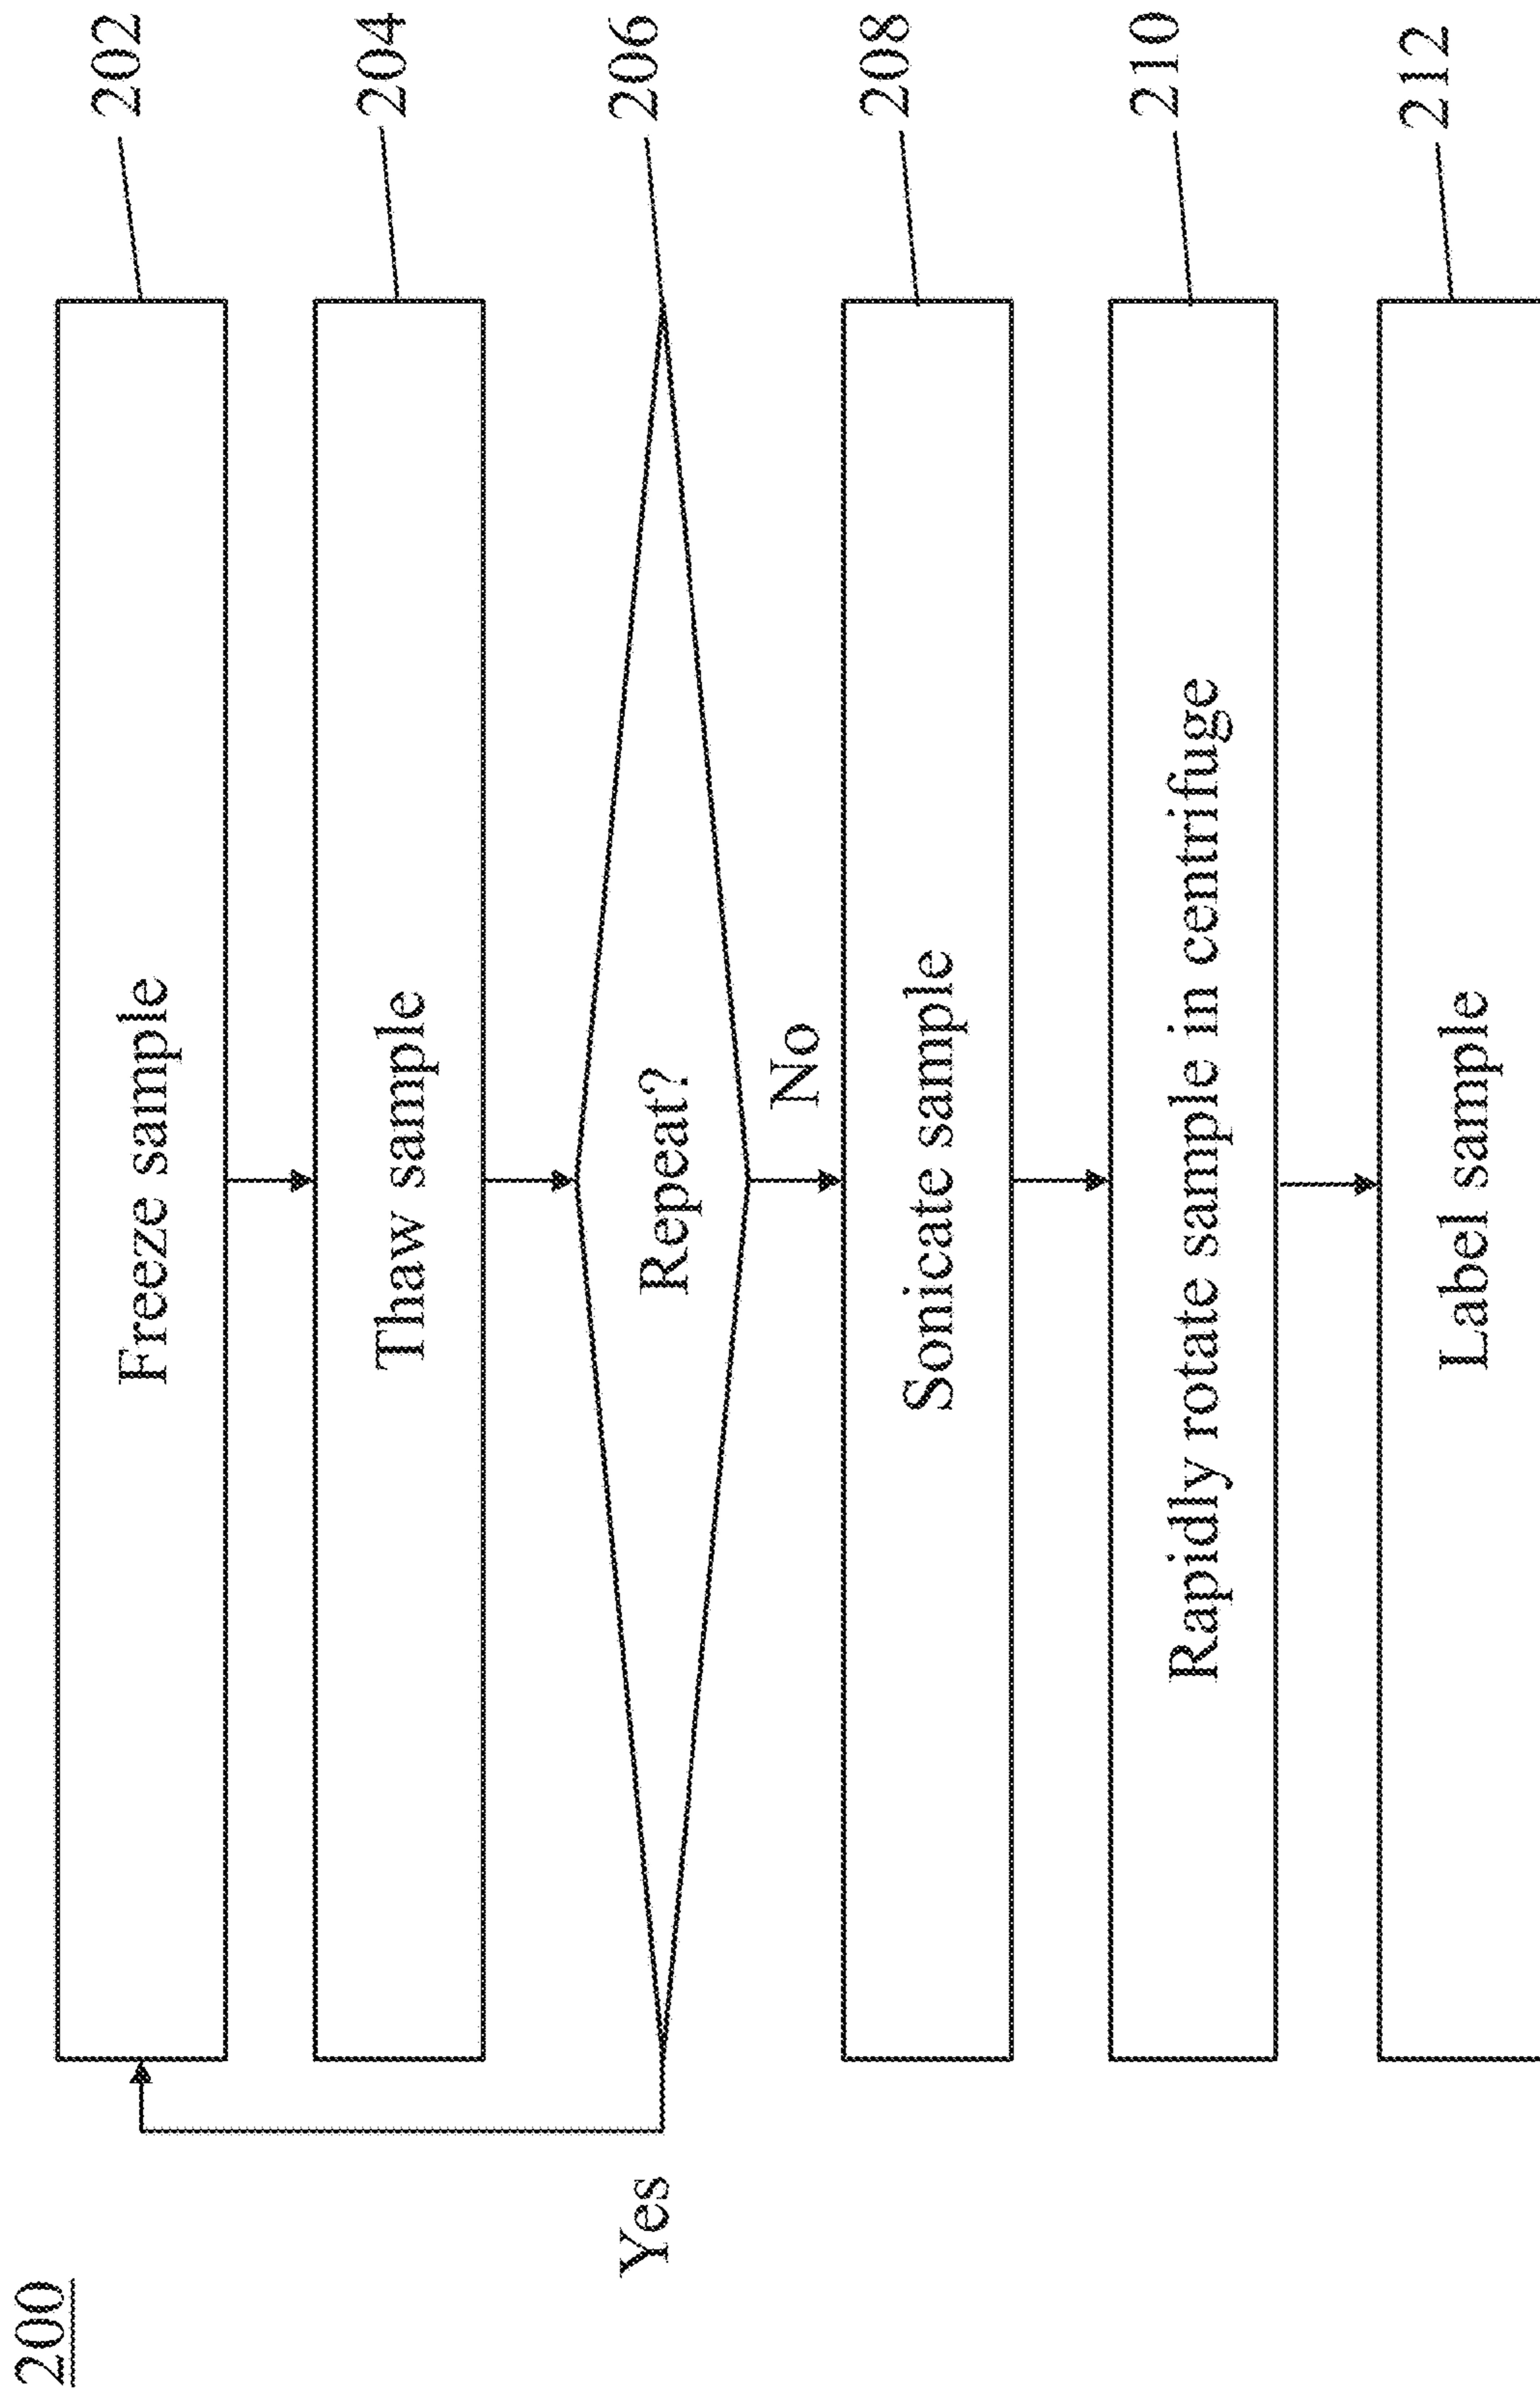 200
Freeze sample
202
Thaw sample
204
Repeat?
206
Yes
No
Sonicate sample
208
Rapidly rotate sample in centrifuge
210
Label sample
212